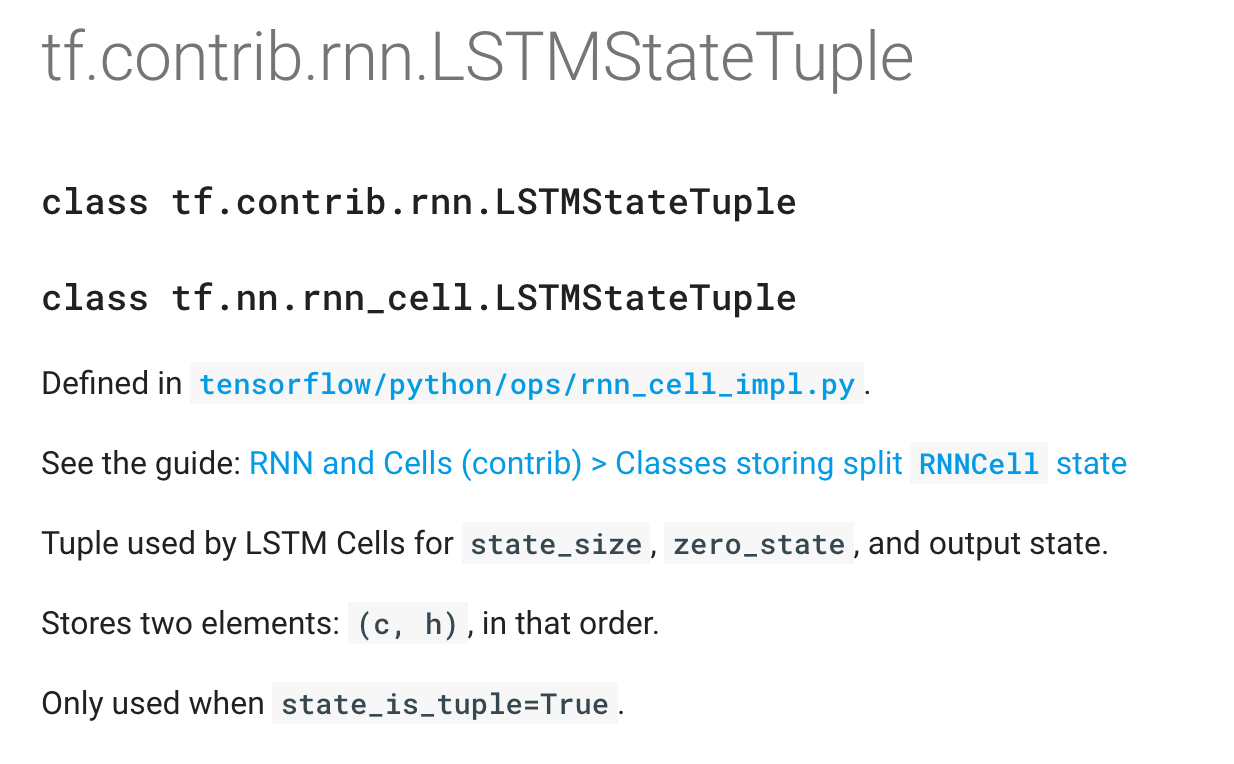 tf.contrib.rnn.LSTMStateTuple
class tf.contrib.rnn.LSTMStateTuple
class tf.nn.rnn_cell.LSTMStateTuple
Defined in tensorflow/python/ops/rnn_cell_impl.py.
See the guide: RNN and Cells (contrib) > Classes storing split RNNCell state
Tuple used by LSTM Cells for state_size, zero_state, and output state.
Stores two elements: (c, h), in that order.
Only used when state_is_tuple=True.